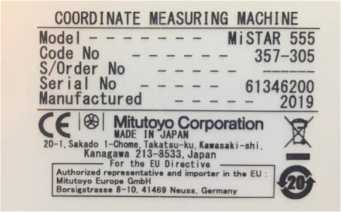 COORDINATE MEASURING MACHINE
Model - - - - - - - MiSTAR 555
Code No - - - - - - 357-305
S/Order No - - - - - ------
Serial No - - - - - 61346200
Manufactured - - - - - 2019
CE Mitutoyo Corporation
MADE IN JAPAN
20-1, Sakado 1-Chome, Takatsu-ku, Kawasaki-shi,
Kanagawa 213-8533, Japan
For the EU Directive
Authorized representative and importer in the EU :
Mitutoyo Europe GmbH
Borsigstrasse 8-10, 41469 Neuss, Germany
20